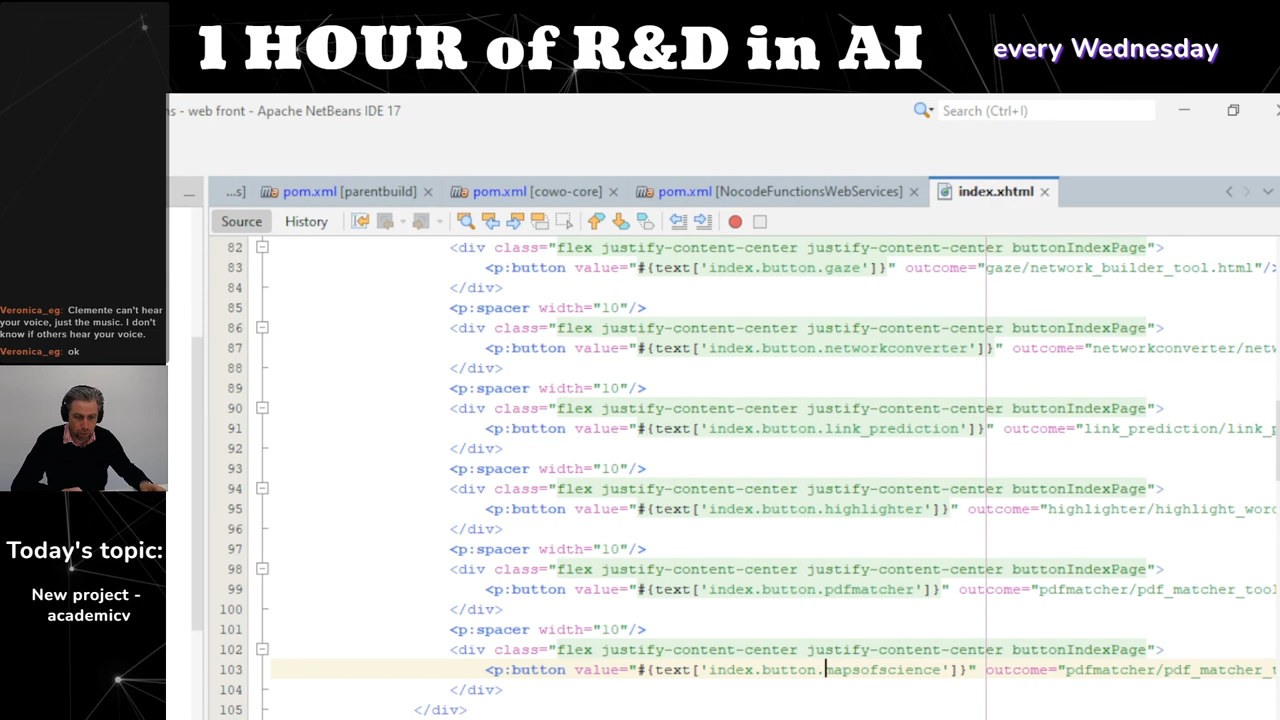 1 HOUR of R&D in AI
every Wednesday
ns - web front - Apache NetBeans IDE 17
Search (Ctrl+I)
...s]
pom.xml [parentbuild]
pom.xml [cowo-core]
pom.xml [NocodeFunctionsWebServices]
index.xhtml
Source
History
82 <div class="flex justify-content-center justify-content-center buttonIndexPage">
83 <p:button value="#{text['index.button.gaze']}" outcome="gaze/network_builder_tool.html"/>
84 </div>
85 <p:spacer width="10"/>
86 <div class="flex justify-content-center justify-content-center buttonIndexPage">
87 <p:button value="#{text['index.button.networkconverter']}" outcome="networkconverter/netw
88 </div>
89 <p:spacer width="10"/>
90 <div class="flex justify-content-center justify-content-center buttonIndexPage">
91 <p:button value="#{text['index.button.link_prediction']}" outcome="link_prediction/link_p
92 </div>
93 <p:spacer width="10"/>
94 <div class="flex justify-content-center justify-content-center buttonIndexPage">
95 <p:button value="#{text['index.button.highlighter']}" outcome="highlighter/highlight_word
96 </div>
97 <p:spacer width="10"/>
98 <div class="flex justify-content-center justify-content-center buttonIndexPage">
99 <p:button value="#{text['index.button.pdfmatcher']}" outcome="pdfmatcher/pdf_matcher_tool
100 </div>
101 <p:spacer width="10"/>
102 <div class="flex justify-content-center justify-content-center buttonIndexPage">
103 <p:button value="#{text['index.button.mapsofscience']}" outcome="pdfmatcher/pdf_matcher_t
104 </div>
105 </div>
Veronica_eg: Clemente can't hear
your voice, just the music. I don't
know if others hear your voice.
Veronica_eg: ok
Today's topic:
New project -
academicv